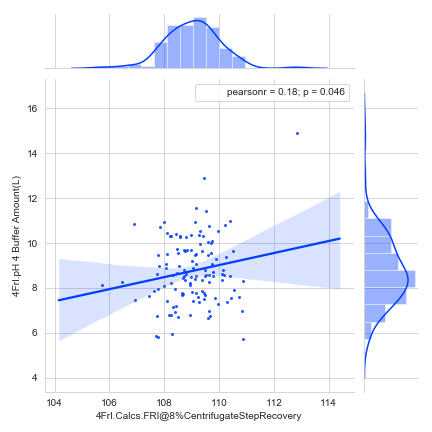 pearsonr = 0.18; p = 0.046
16
14
12
10
8
6
4
4FrI.pH 4 Buffer Amount(L)
104 106 108 110 112 114
4FrI.Calcs.FRI@8%CentrifugateStepRecovery